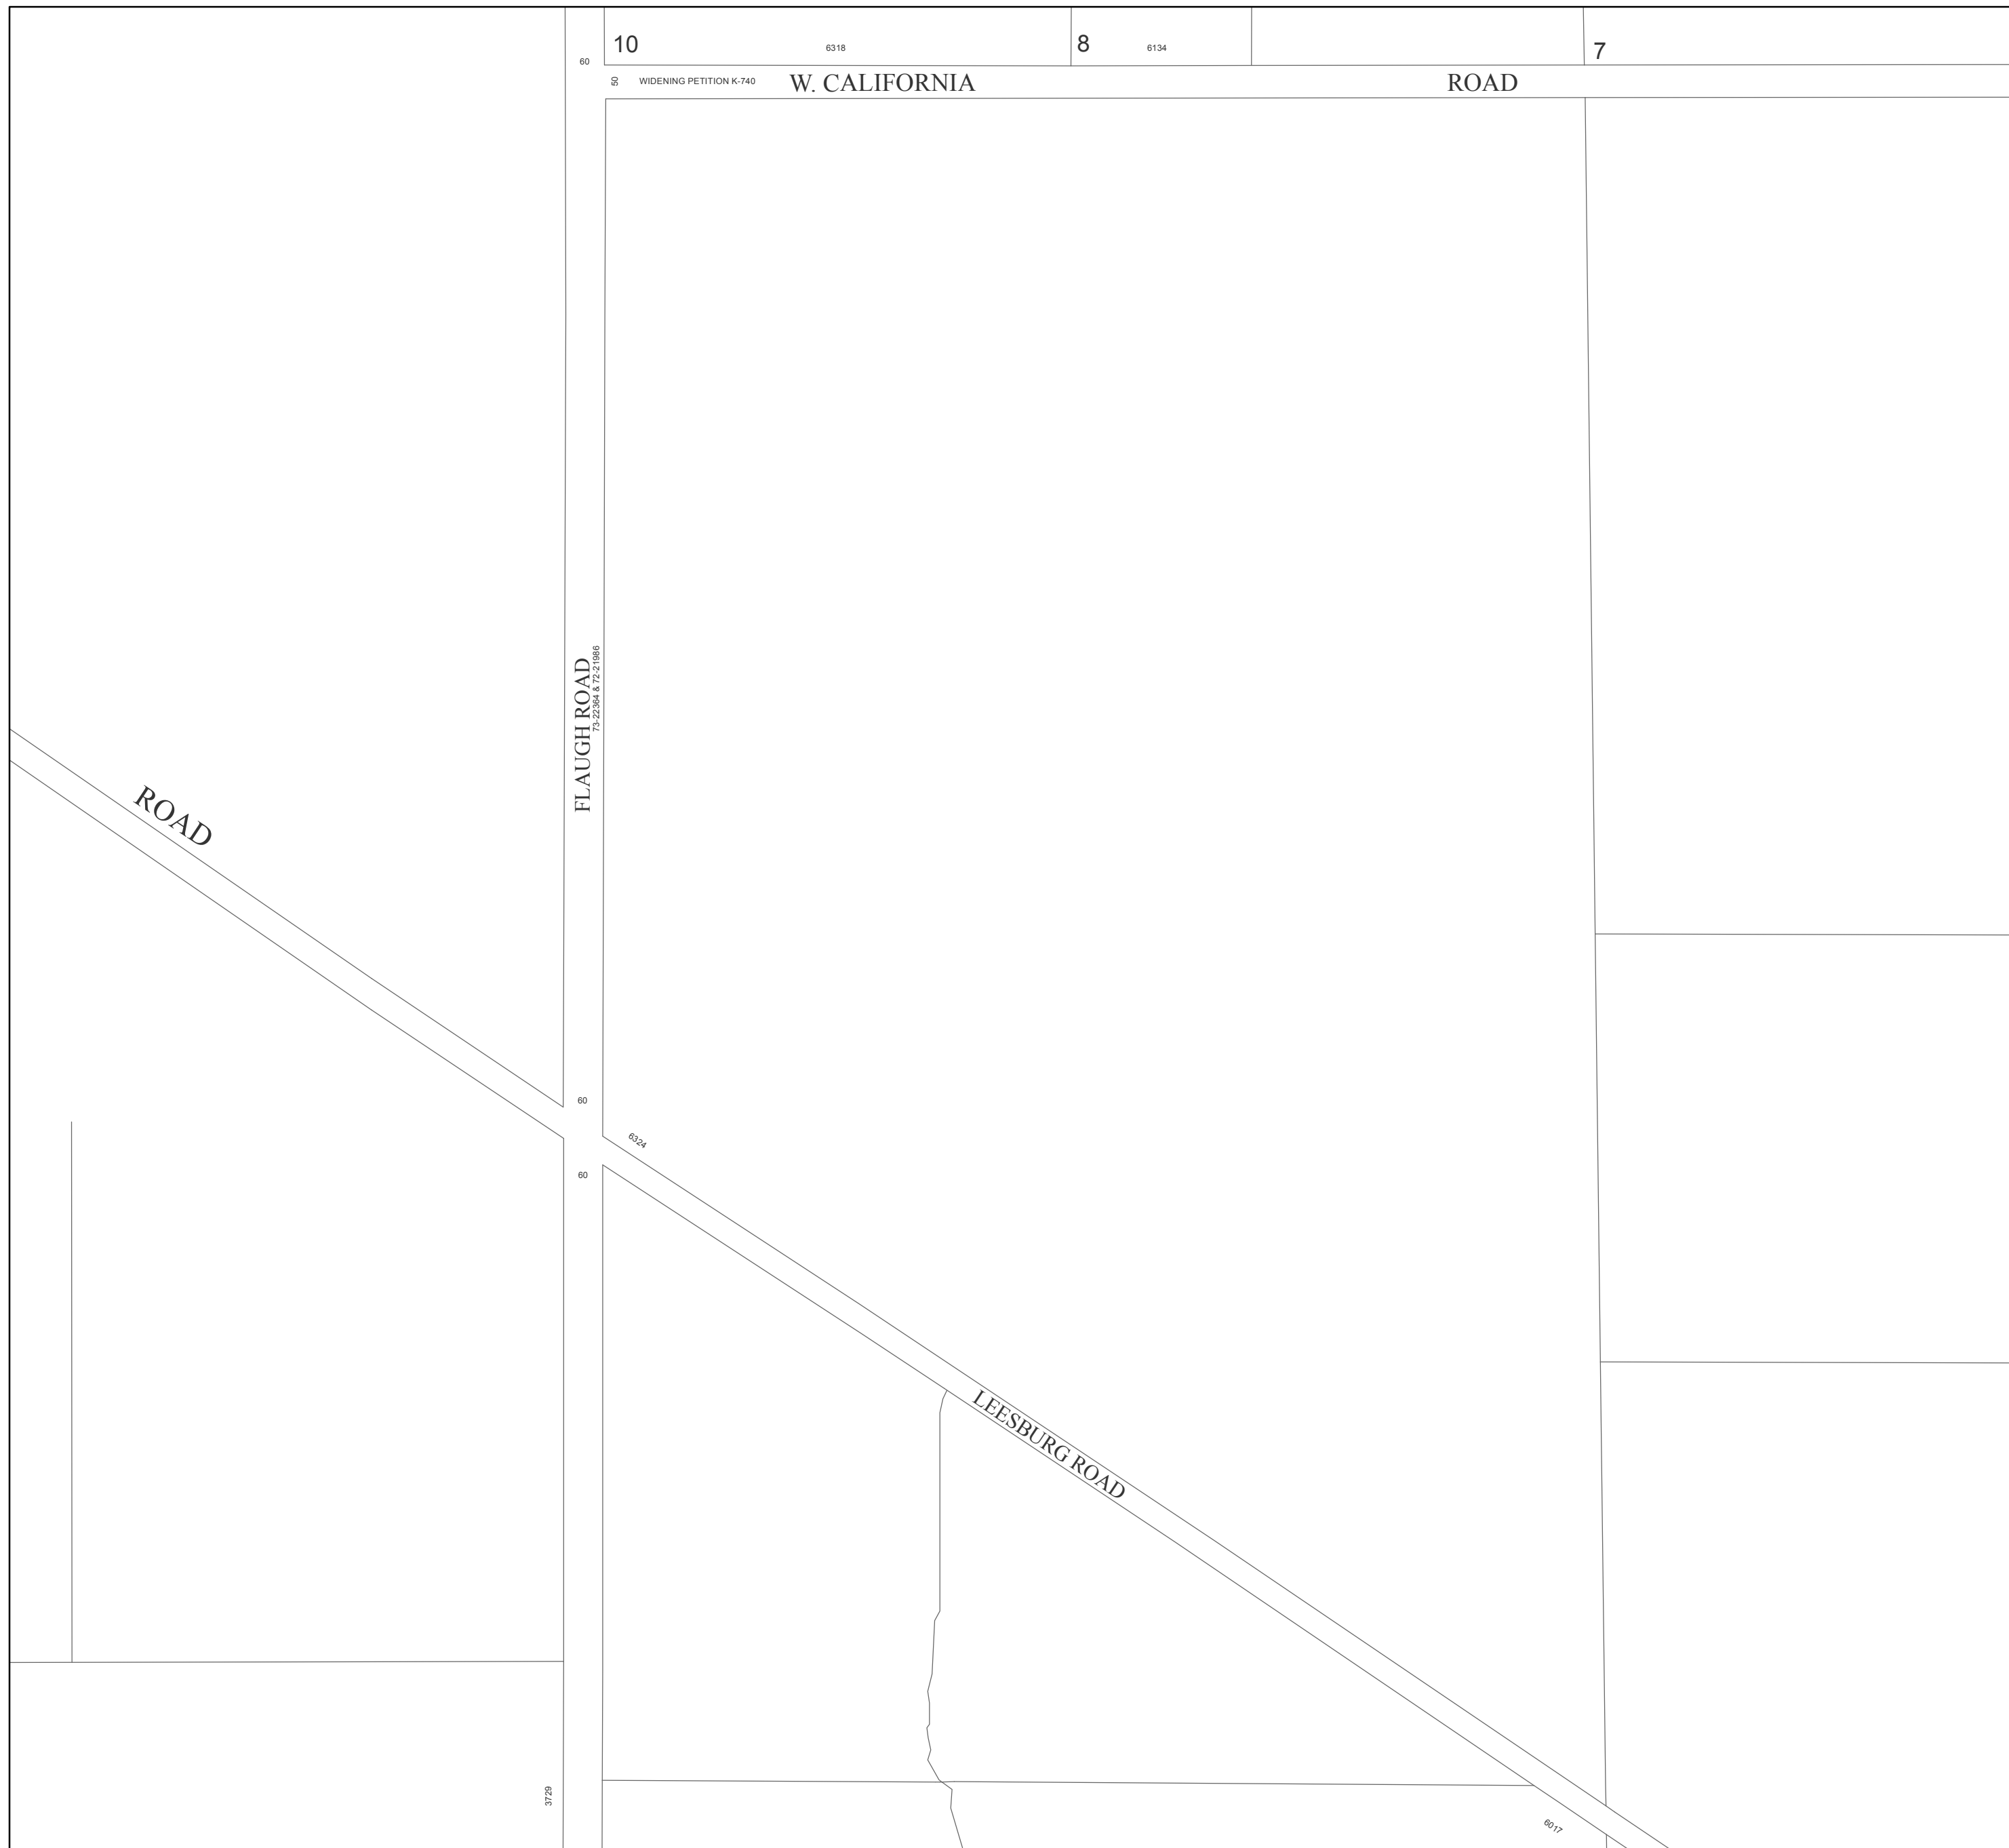 10
6318
8
6134
7
60
50
WIDENING PETITION K-740
W. CALIFORNIA
ROAD
FLAUGH ROAD
73-22364 & 72-21986
ROAD
60
6324
60
LEESBURG ROAD
3729
6017